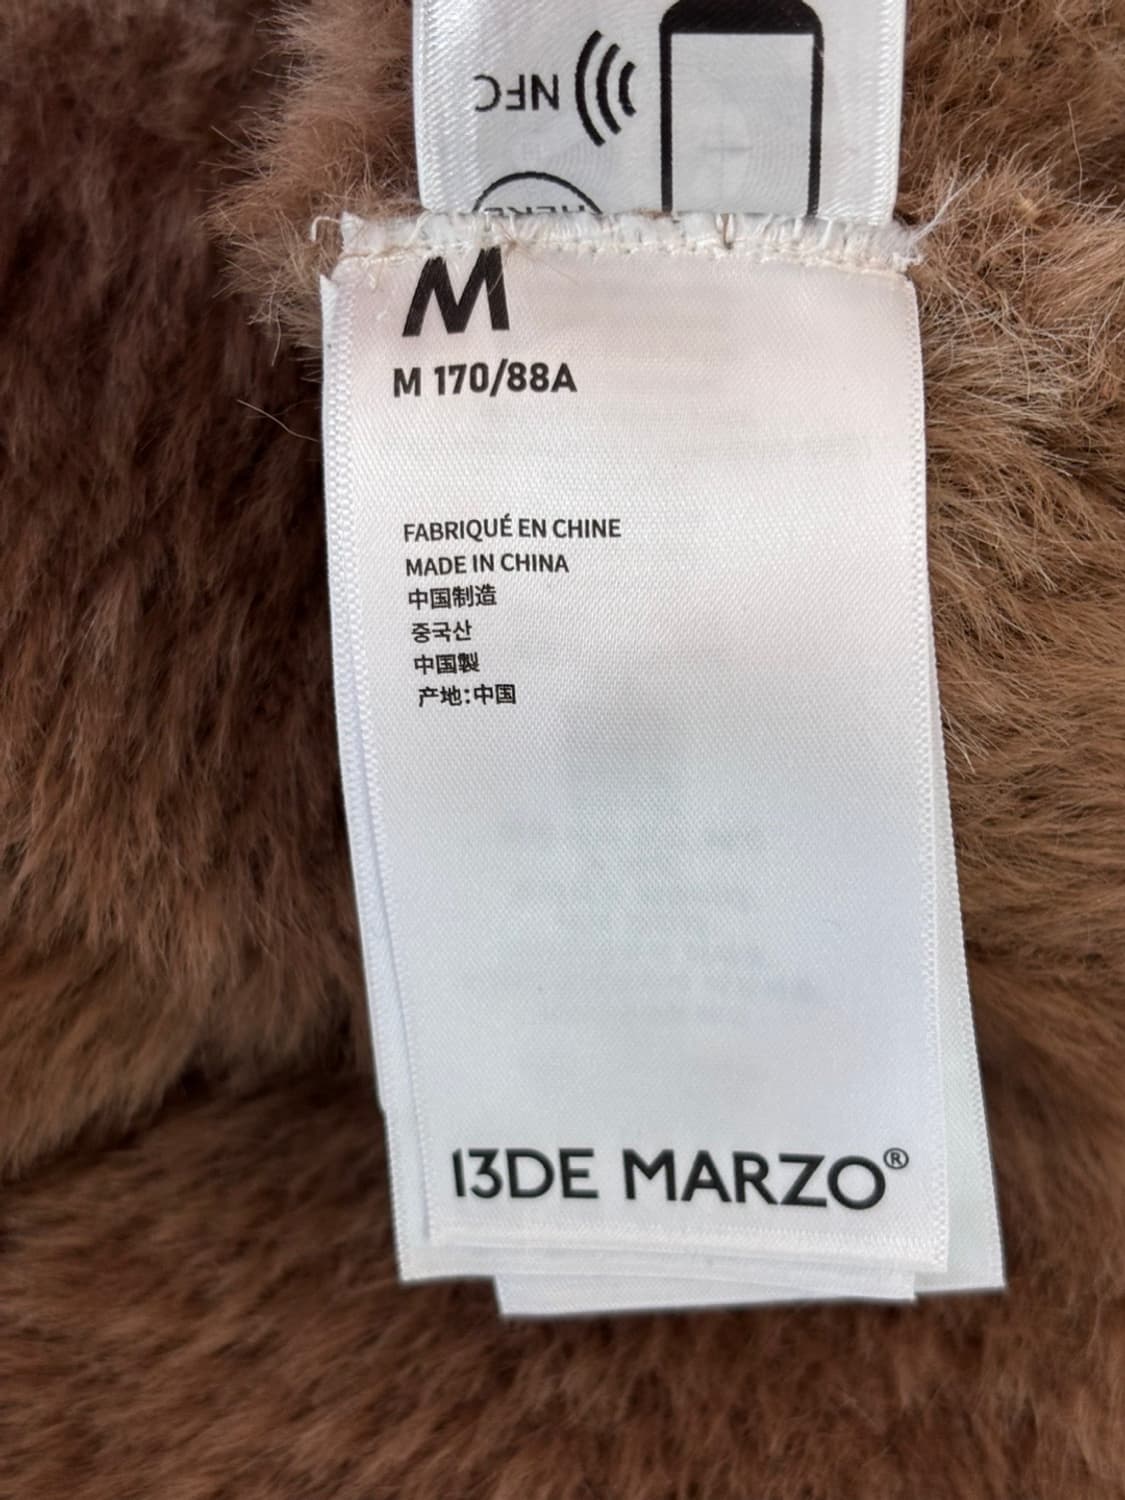 NFC
HERE
M
M 170/88A
FABRIQUÉ EN CHINE
MADE IN CHINA
中国制造
중국산
中国製
产地:中国
13DE MARZO®